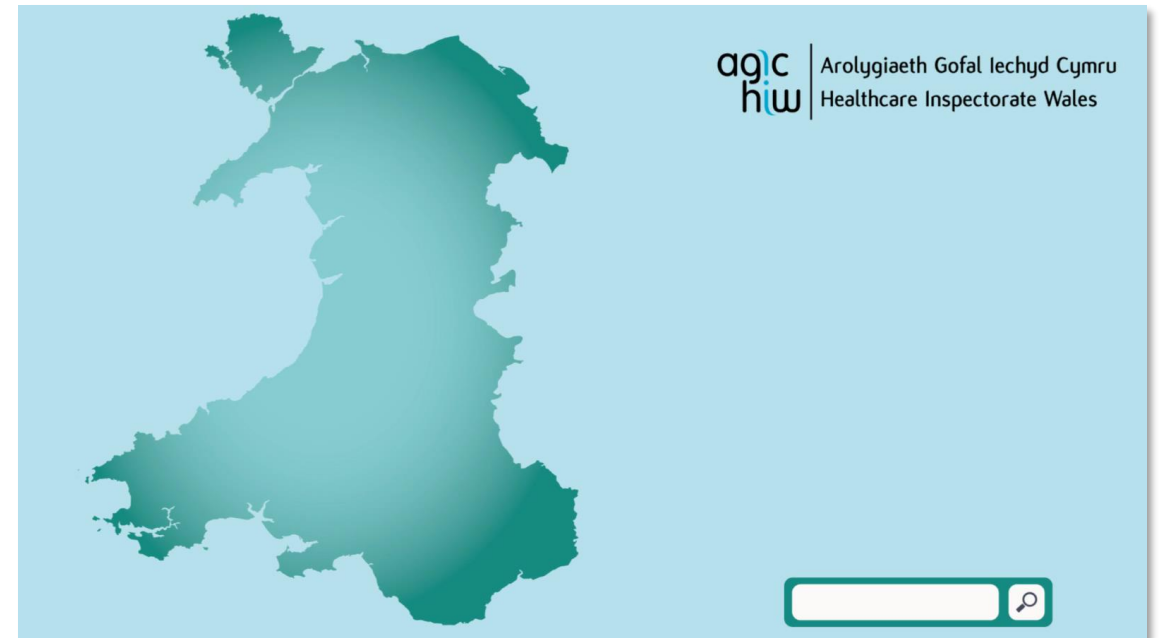 agic
hiw
Arolygiaeth Gofal Iechyd Cymru
Healthcare Inspectorate Wales